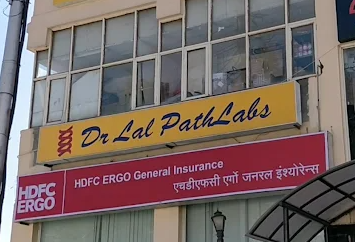 Dr Lal PathLabs
HDFC ERGO
HDFC ERGO General Insurance
एचडीएफसी एर्गो जनरल इंश्योरेन्स